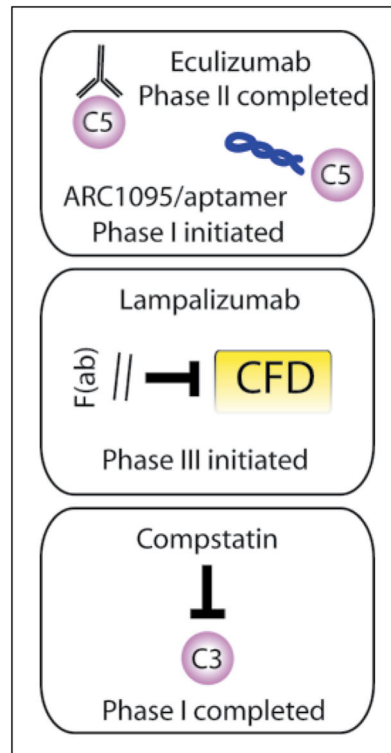 Eculizumab
Phase II completed
C5
C5
ARC1095/aptamer
Phase I initiated
Lampalizumab
F(ab)
CFD
Phase III initiated
Compstatin
C3
Phase I completed